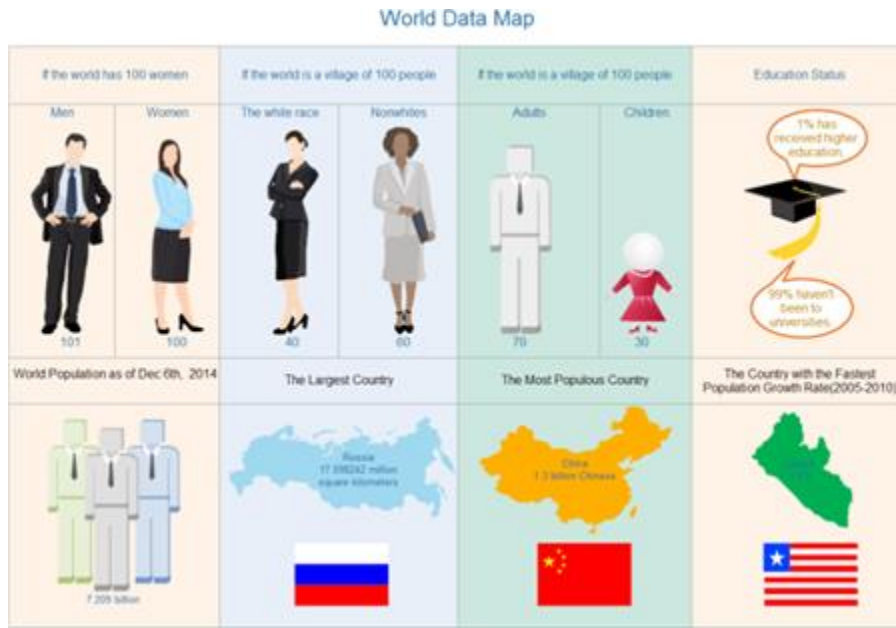 World Data Map
If the world has 100 women
If the world is a village of 100 people
If the world is a village of 100 people
Education Status
Men
Women
The white race
Nonwhites
Adults
Children
1% has
received higher
education
99% haven't
been to
universities
101
100
40
60
70
30
World Population as of Dec 6th, 2014
The Largest Country
The Most Populous Country
The Country with the Fastest
Population Growth Rate(2005-2010)
Russia
million
square kilometers
China
1.3 billion Chinese
7.209 billion